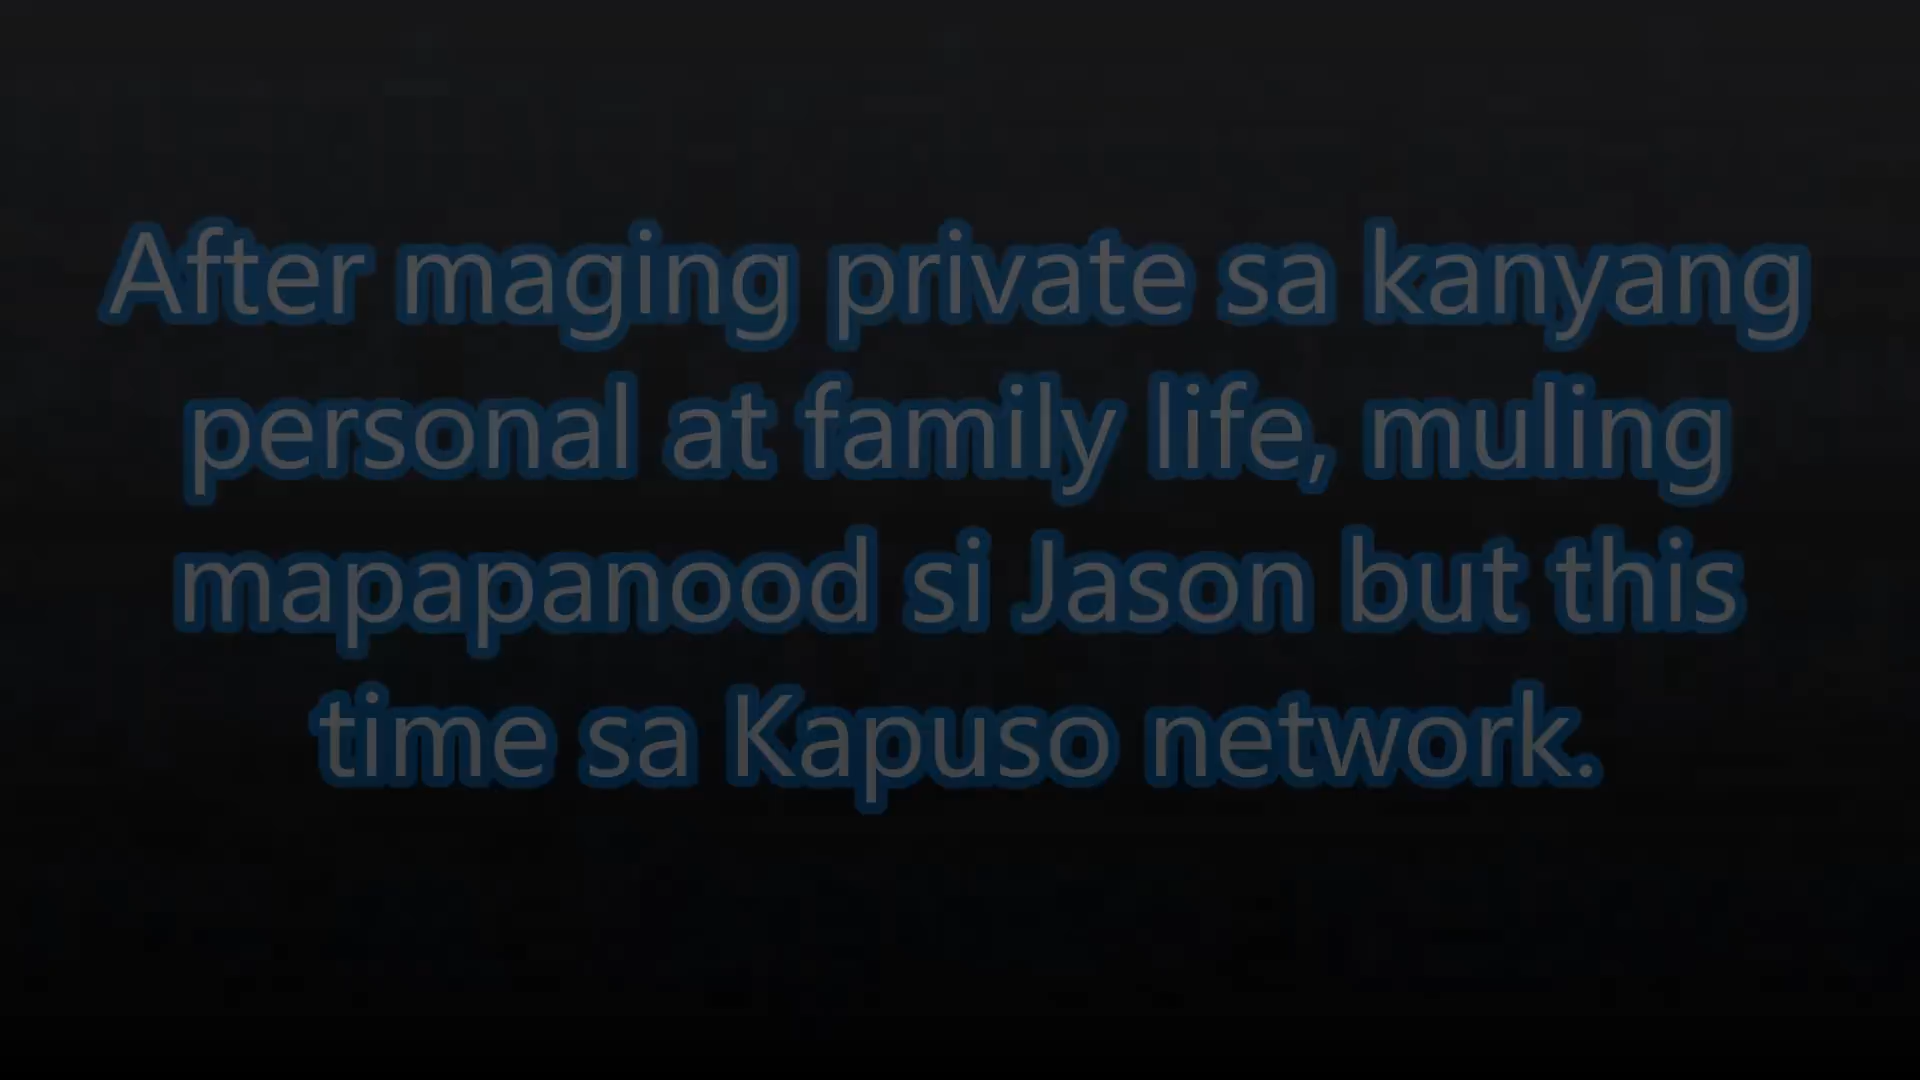 After maging private sa kanyang
personal at family life, muling
mapapanood si Jason but this
time sa Kapuso network.